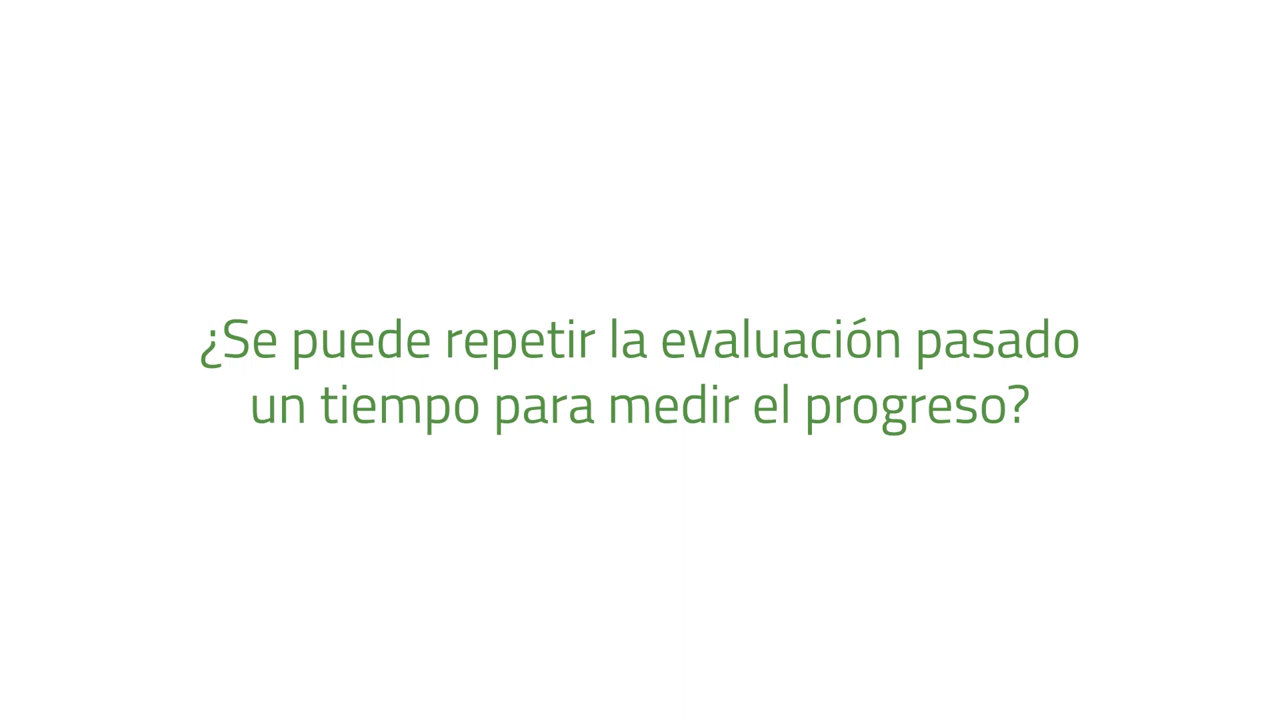 ¿Se puede repetir la evaluación pasado
un tiempo para medir el progreso?